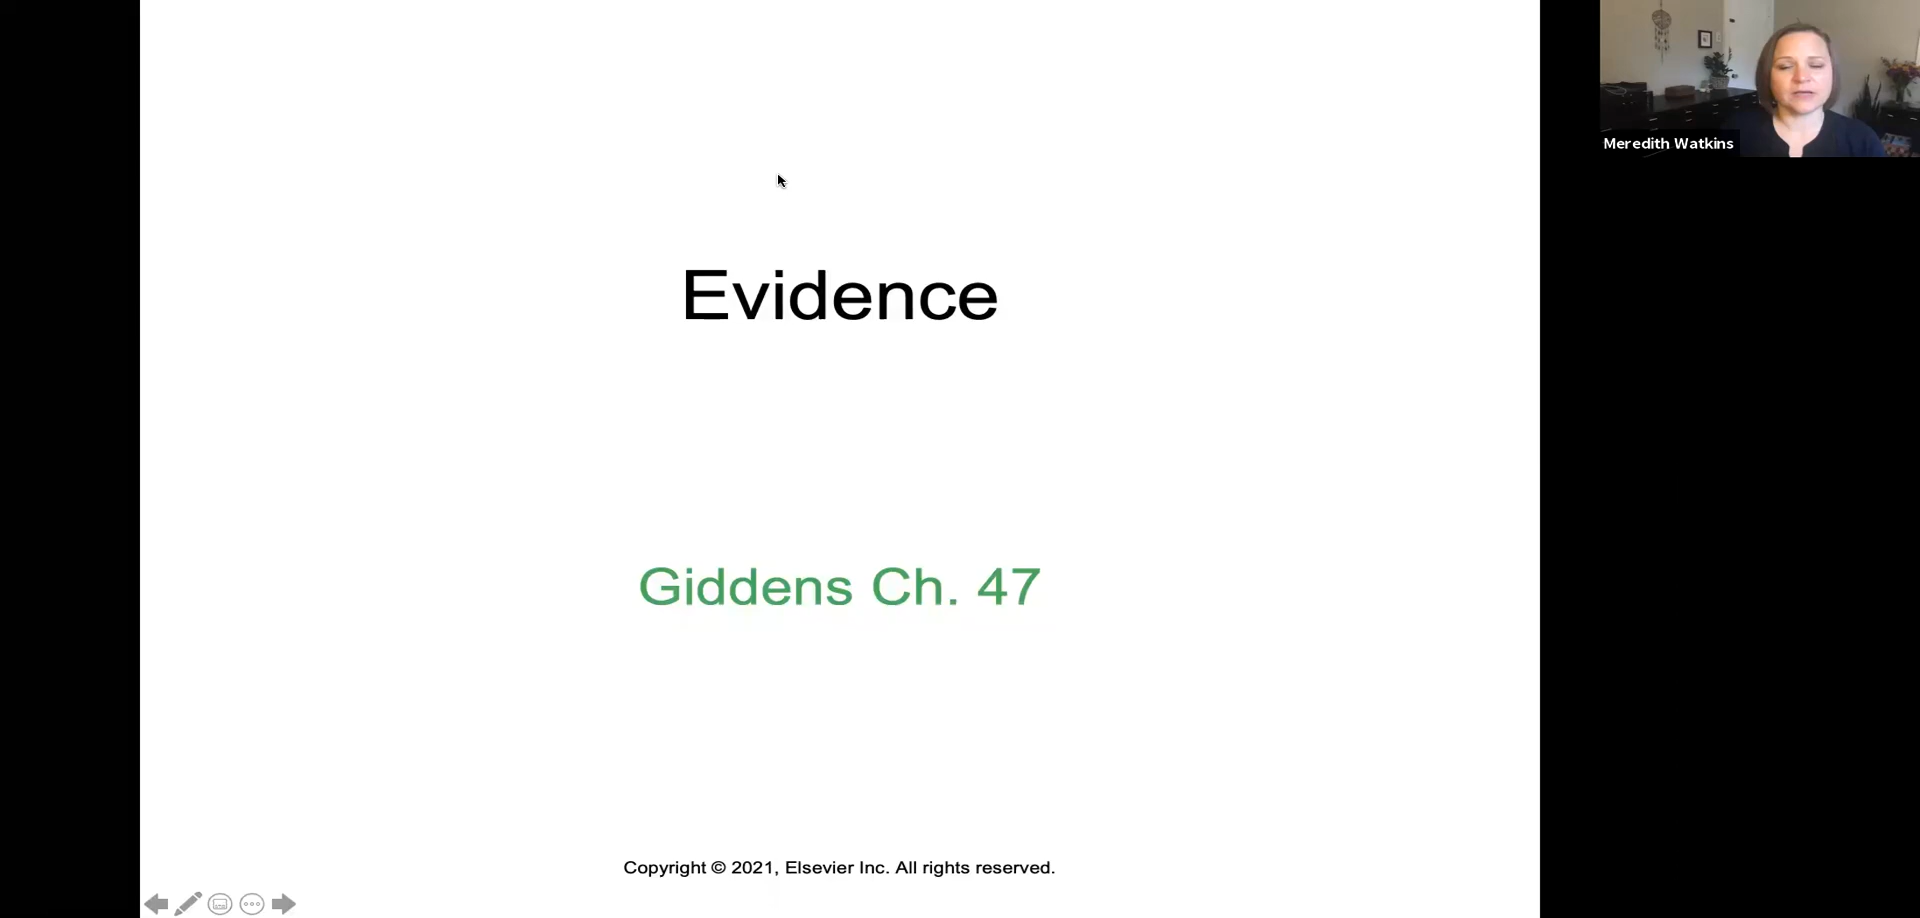 Evidence
Giddens Ch. 47
Copyright © 2021, Elsevier Inc. All rights reserved.
Meredith Watkins